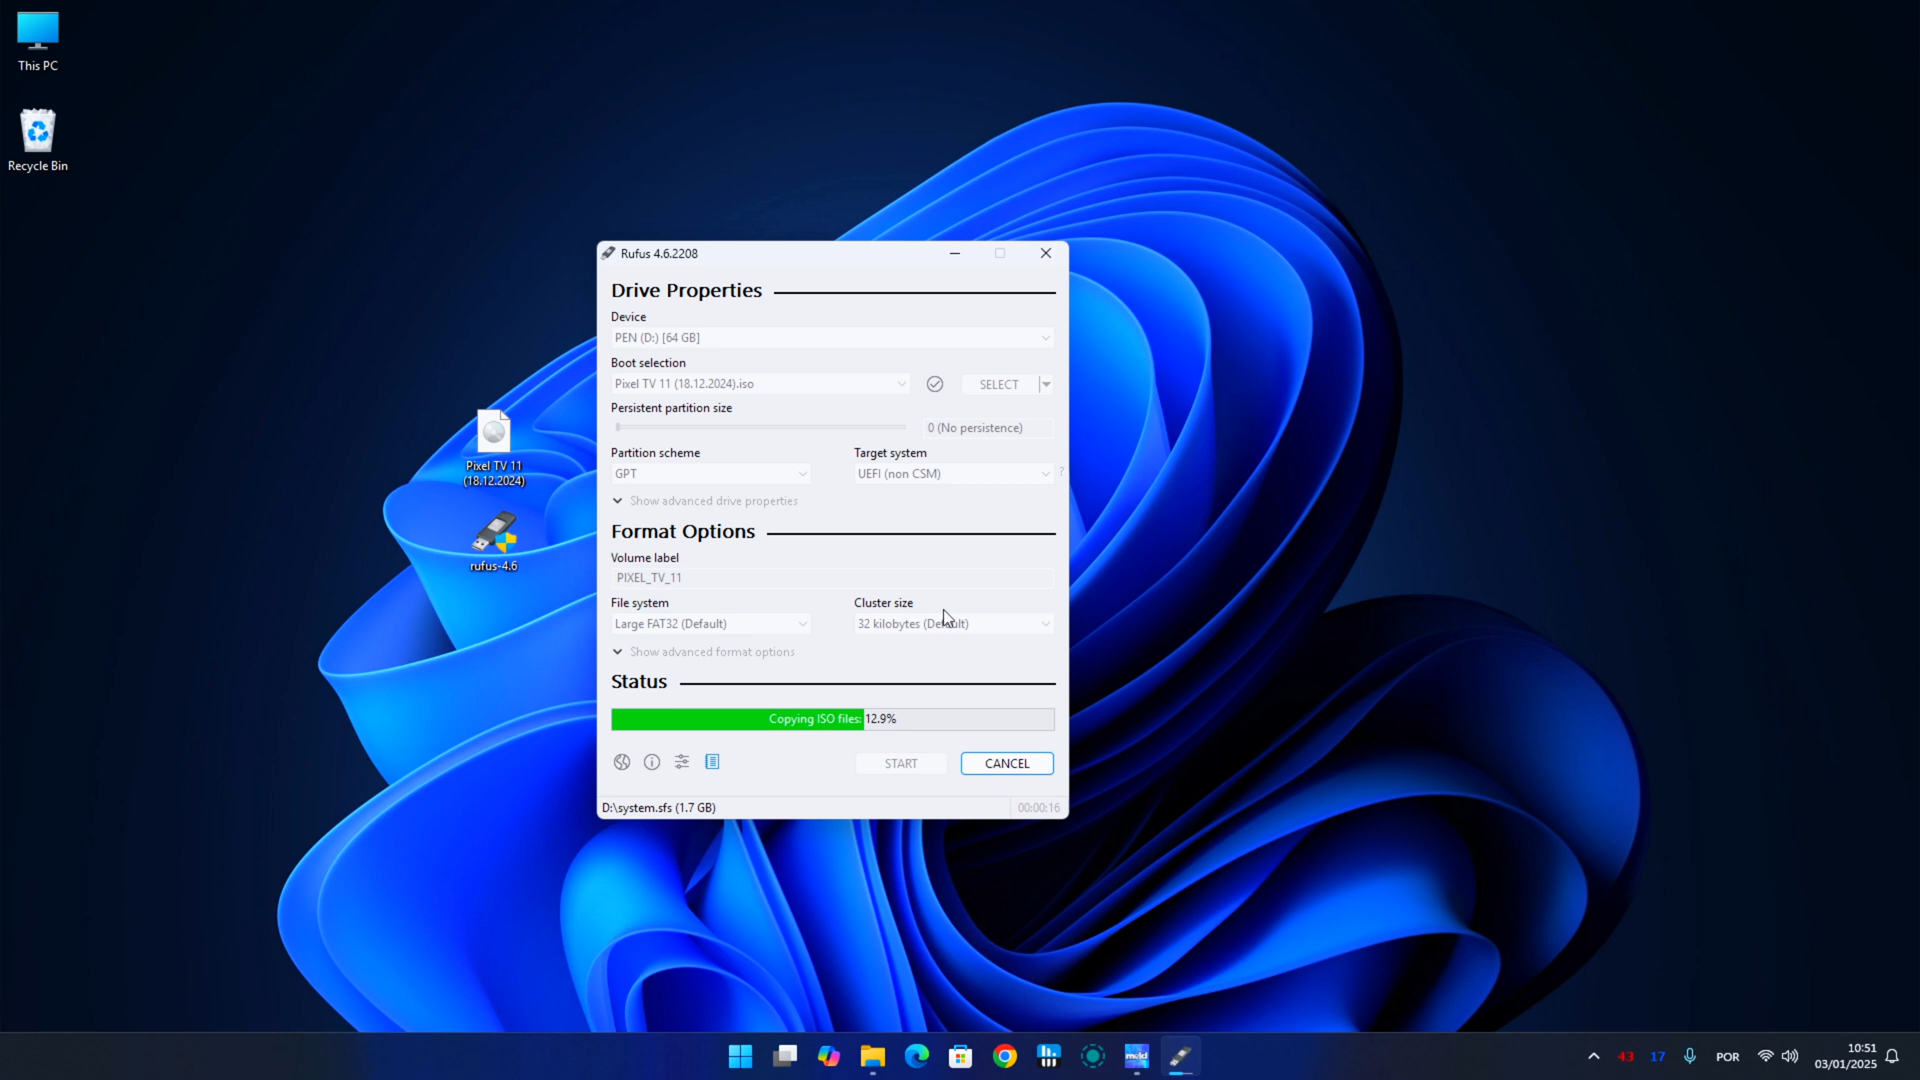 This PC
Recycle Bin
Pixel TV 11
(18.12.2024)
rufus-4.6
Rufus 4.6.2208
Drive Properties
Device
PEN (D:) [64 GB]
Boot selection
Pixel TV 11 (18.12.2024).iso
SELECT
Persistent partition size
0 (No persistence)
Partition scheme
Target system
GPT
UEFI (non CSM)
?
Show advanced drive properties
Format Options
Volume label
PIXEL_TV_11
File system
Cluster size
Large FAT32 (Default)
32 kilobytes (Default)
Show advanced format options
Status
Copying ISO files: 12.9%
START
CANCEL
D:\system.sfs (1.7 GB)
00:00:16
meld
43
17
POR
10:51
03/01/2025